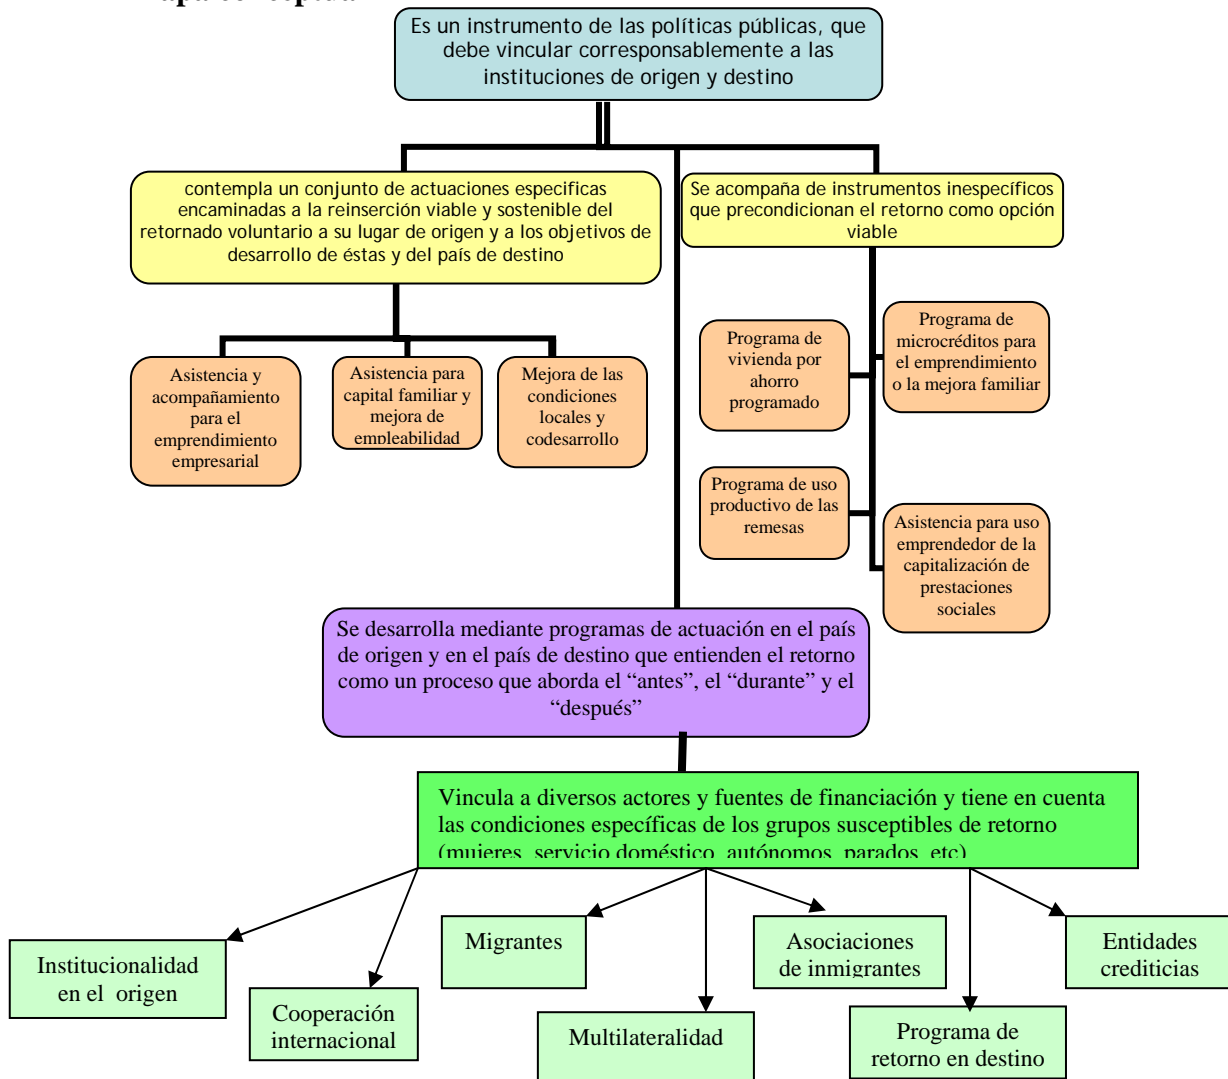 Es un instrumento de las políticas públicas, que
debe vincular corresponsablemente a las
instituciones de origen y destino
contempla un conjunto de actuaciones especificas
encaminadas a la reinserción viable y sostenible del
retornado voluntario a su lugar de origen y a los objetivos de
desarrollo de éstas y del país de destino
Se acompaña de instrumentos inespecíficos
que precondicionan el retorno como opción
viable
Asistencia y
acompañamiento
para el
emprendimiento
empresarial
Asistencia para
capital familiar y
mejora de
empleabilidad
Mejora de las
condiciones
locales y
codesarrollo
Programa de
vivienda por
ahorro
programado
Programa de
microcréditos para
el emprendimiento
o la mejora familiar
Programa de uso
productivo de las
remesas
Asistencia para uso
emprendedor de la
capitalización de
prestaciones
sociales
Se desarrolla mediante programas de actuación en el país
de origen y en el país de destino que entienden el retorno
como un proceso que aborda el “antes”, el “durante” y el
“después”
Vincula a diversos actores y fuentes de financiación y tiene en cuenta
las condiciones específicas de los grupos susceptibles de retorno
(mujeres, servicio doméstico, autónomos, parados, etc)
Institucionalidad
en el origen
Cooperación
internacional
Migrantes
Multilateralidad
Asociaciones
de inmigrantes
Programa de
retorno en destino
Entidades
crediticias